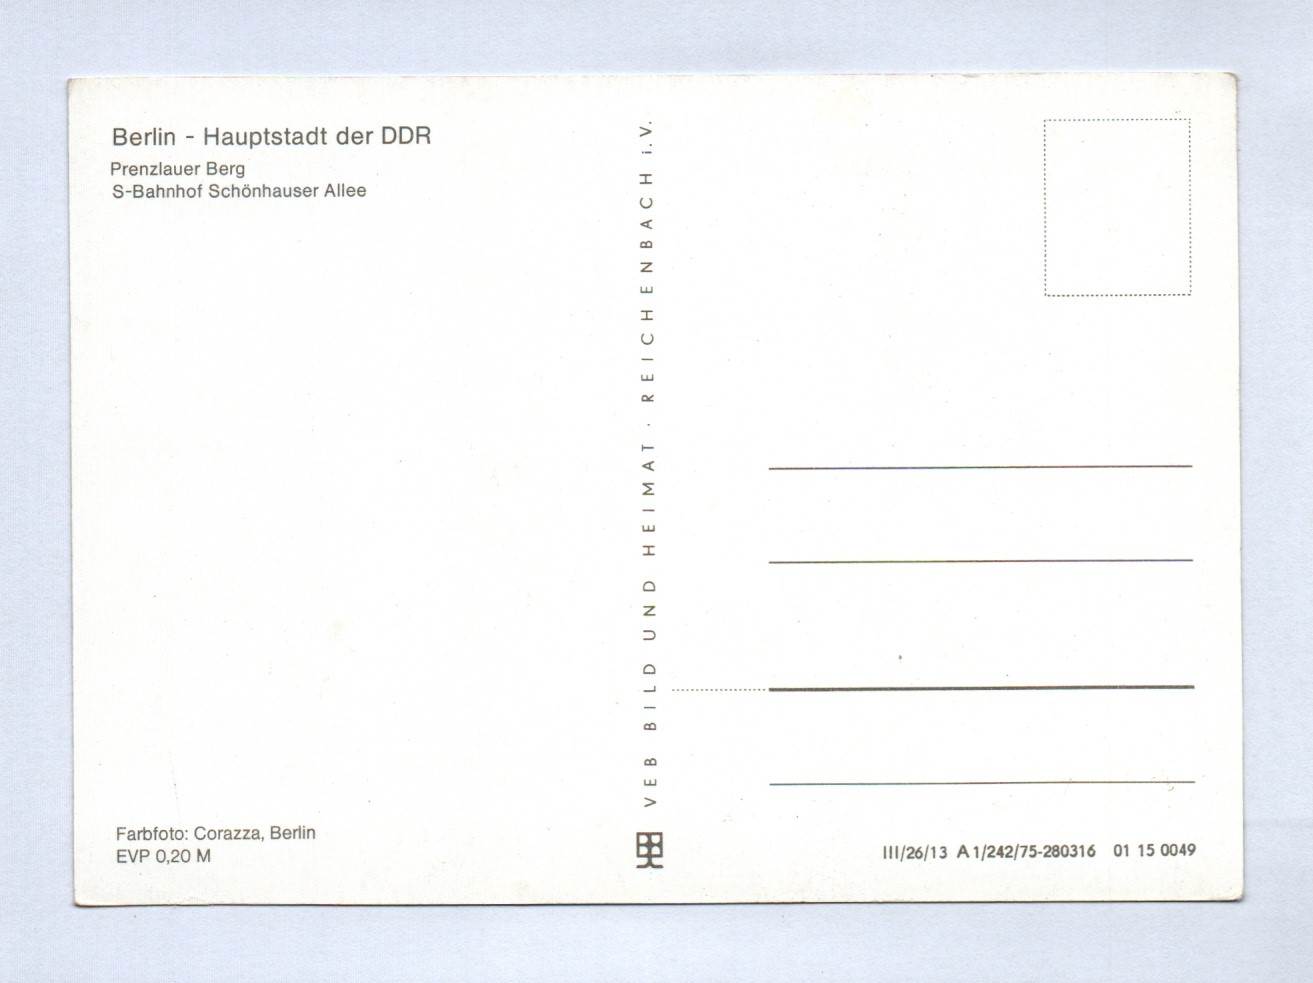 Berlin - Hauptstadt der DDR
Prenzlauer Berg
S-Bahnhof Schönhauser Allee
Farbfoto: Corazza, Berlin
EVP 0,20 M
VEB BILD UND HEIMAT · REICHENBACH i.V.
III/26/13 A 1/242/75-280316 01 15 0049